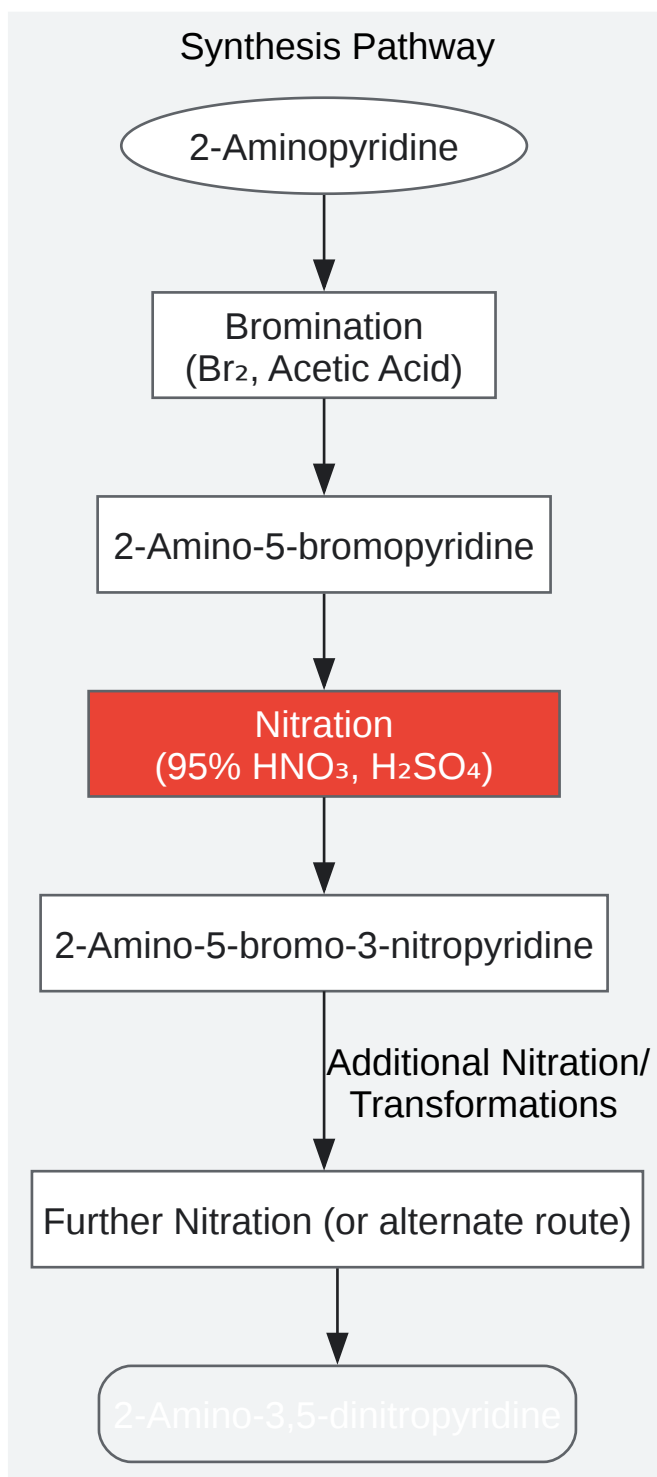 Synthesis Pathway
2-Aminopyridine
Bromination
(Br₂, Acetic Acid)
2-Amino-5-bromopyridine
Nitration
(95% HNO₃, H₂SO₄)
2-Amino-5-bromo-3-nitropyridine
Additional Nitration/
Transformations
Further Nitration (or alternate route)
2-Amino-3,5-dinitropyridine